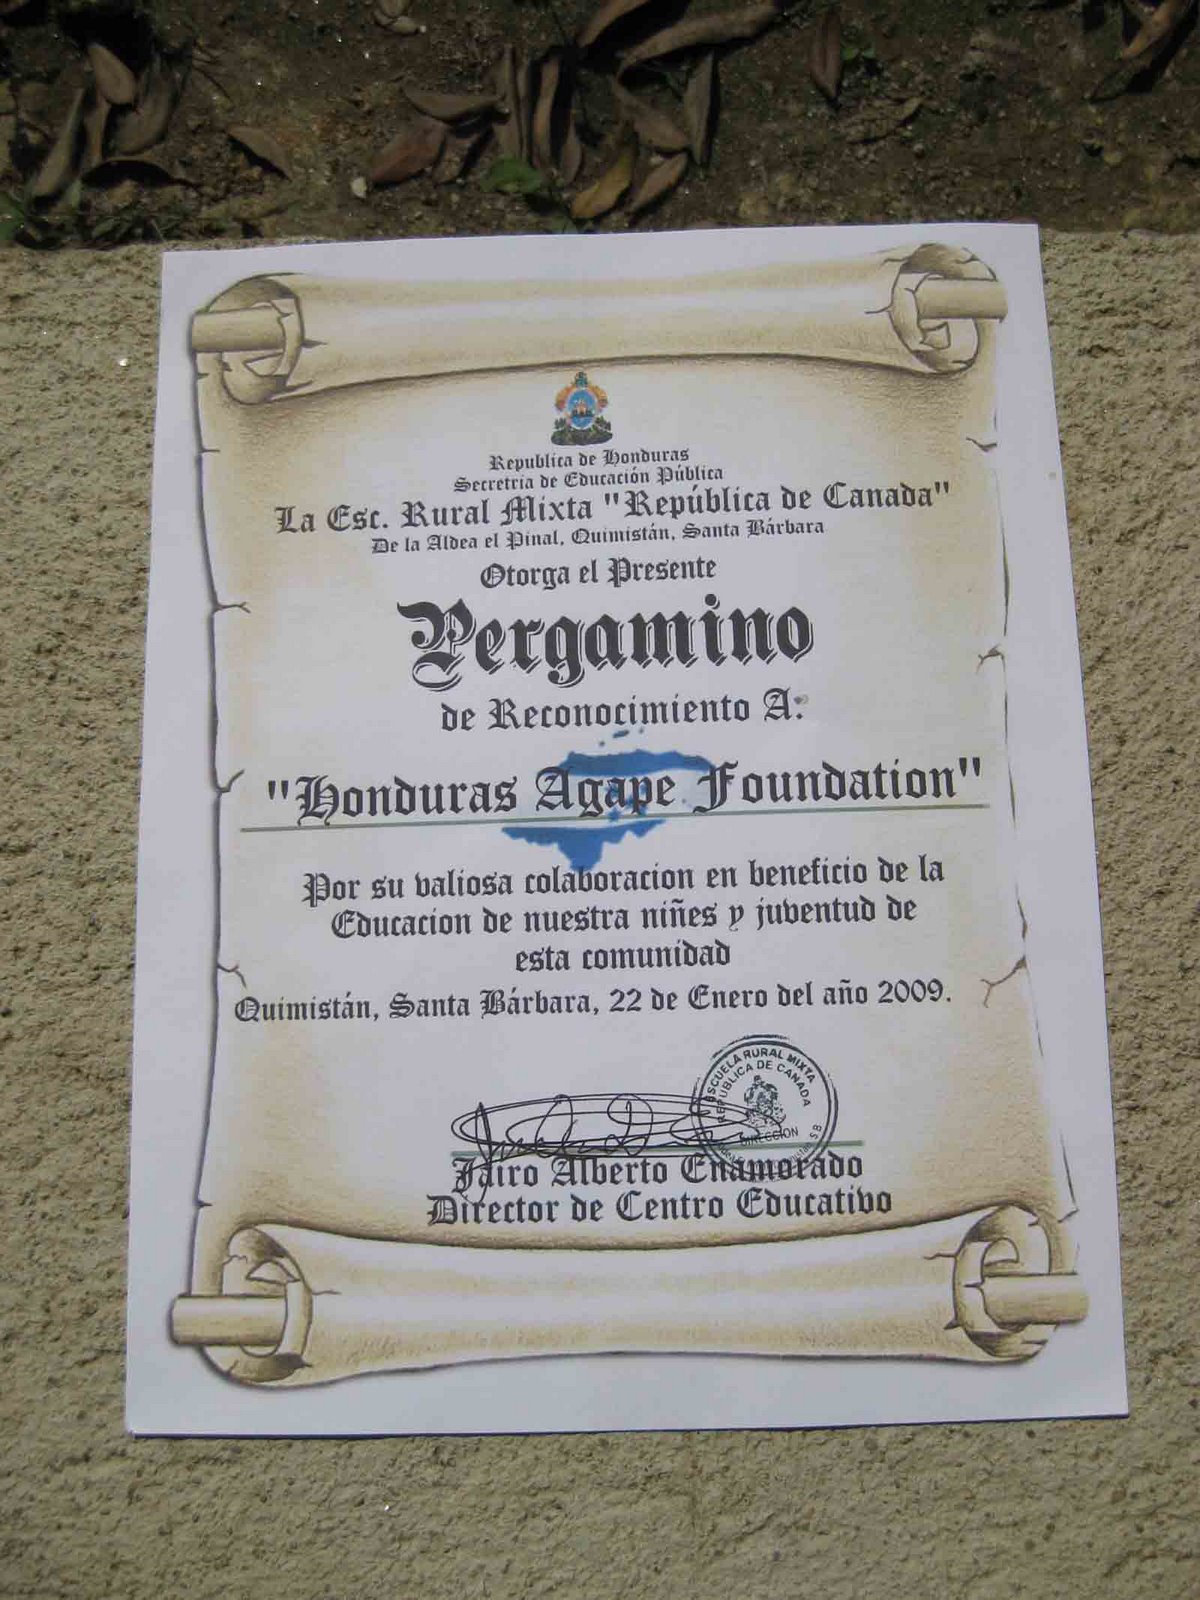 Republica de Honduras
Secretria de Educación Pública
La Esc. Rural Mixta "República de Canada"
De la Aldea el Pinal, Quimistán, Santa Bárbara
Otorga el Presente
Pergamino
de Reconocimiento A:
"Honduras Agape Foundation"
Por su valiosa colaboracion en beneficio de la
Educacion de nuestra niñes y juventud de
esta comunidad
Quimistán, Santa Bárbara, 22 de Enero del año 2009.
ESCUELA RURAL MIXTA
REPUBLICA DE CANADA
DIRECCION
S.B
Jairo Alberto Enamorado
Director de Centro Educativo